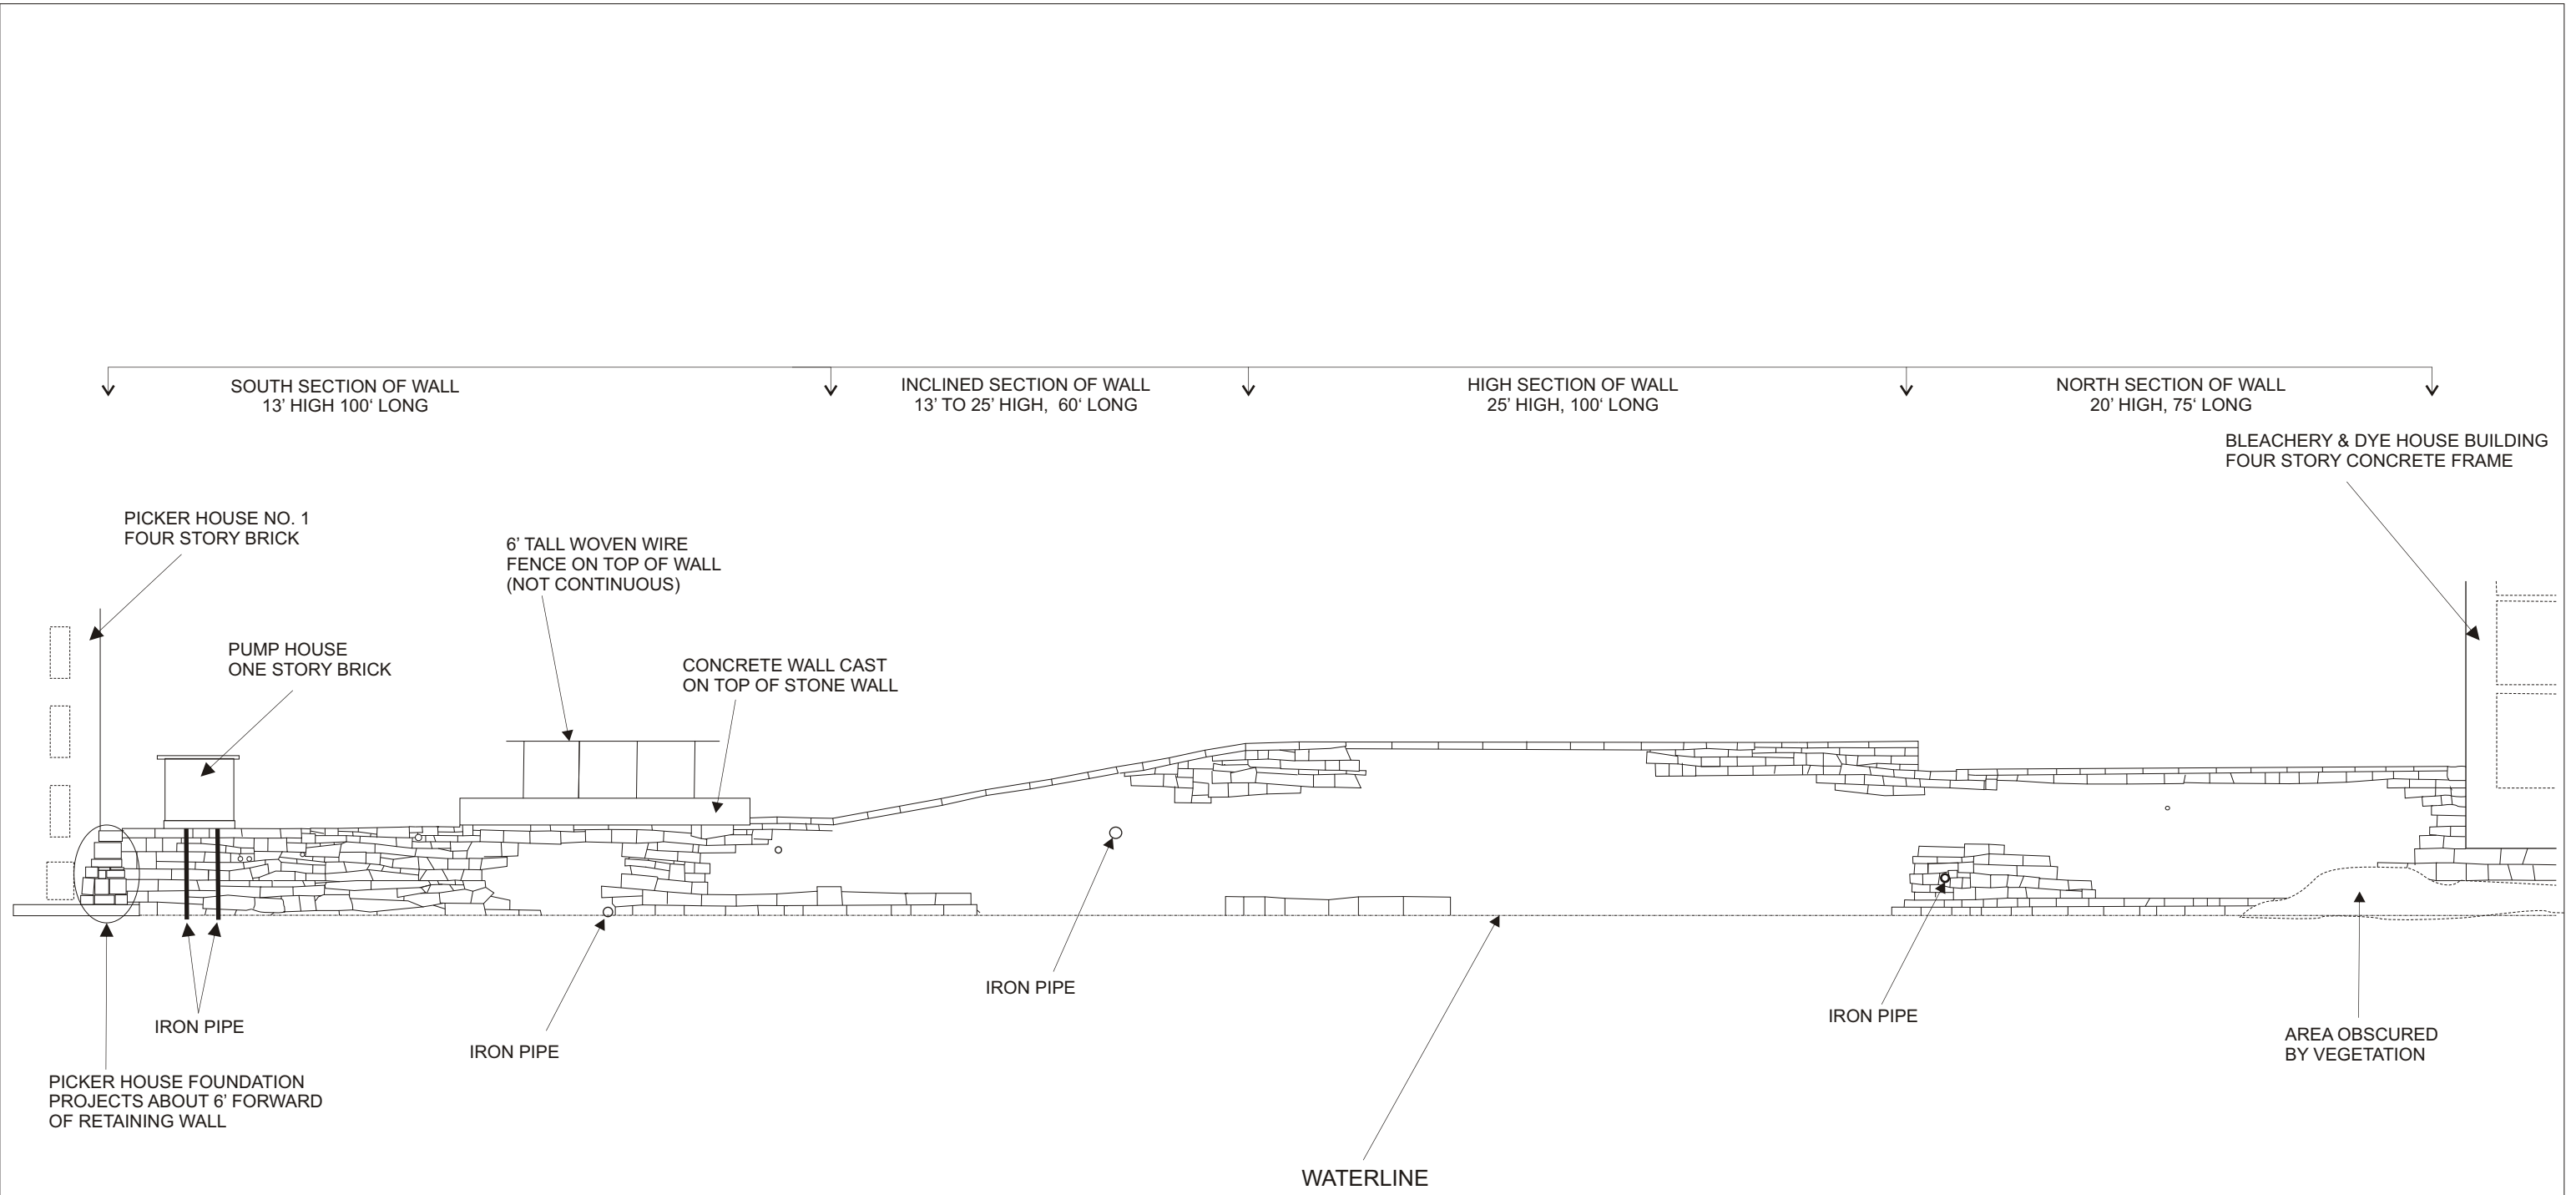 SOUTH SECTION OF WALL
13’ HIGH 100‘ LONG
INCLINED SECTION OF WALL
13’ TO 25’ HIGH, 60‘ LONG
HIGH SECTION OF WALL
25’ HIGH, 100‘ LONG
NORTH SECTION OF WALL
20’ HIGH, 75‘ LONG
BLEACHERY & DYE HOUSE BUILDING
FOUR STORY CONCRETE FRAME
PICKER HOUSE NO. 1
FOUR STORY BRICK
6’ TALL WOVEN WIRE
FENCE ON TOP OF WALL
(NOT CONTINUOUS)
PUMP HOUSE
ONE STORY BRICK
CONCRETE WALL CAST
ON TOP OF STONE WALL
IRON PIPE
IRON PIPE
IRON PIPE
IRON PIPE
AREA OBSCURED
BY VEGETATION
PICKER HOUSE FOUNDATION
PROJECTS ABOUT 6’ FORWARD
OF RETAINING WALL
WATERLINE